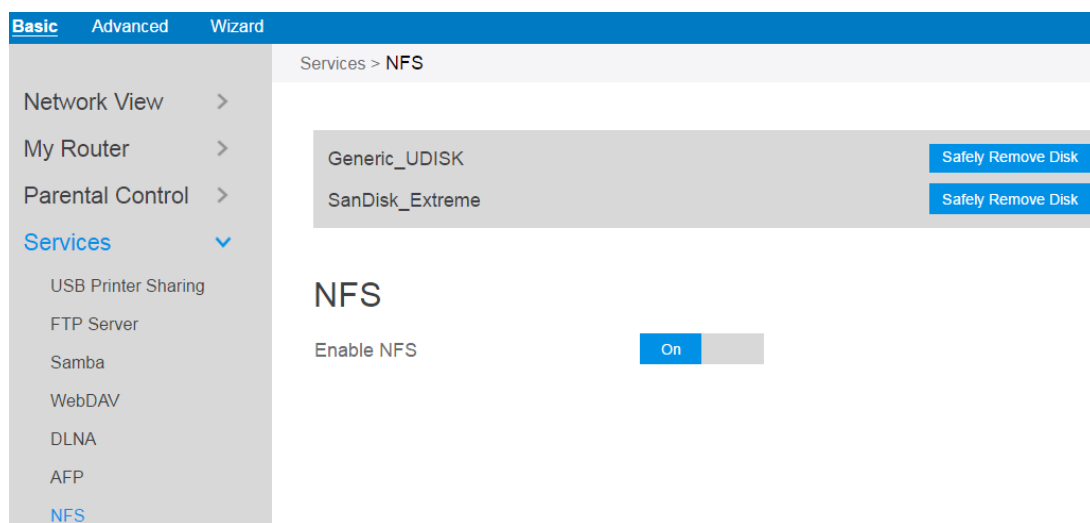 Basic Advanced Wizard
Services > NFS
Network View
My Router
Parental Control
Services
USB Printer Sharing
FTP Server
Samba
WebDAV
DLNA
AFP
NFS
Generic_UDISK Safely Remove Disk
SanDisk_Extreme Safely Remove Disk
NFS
Enable NFS On